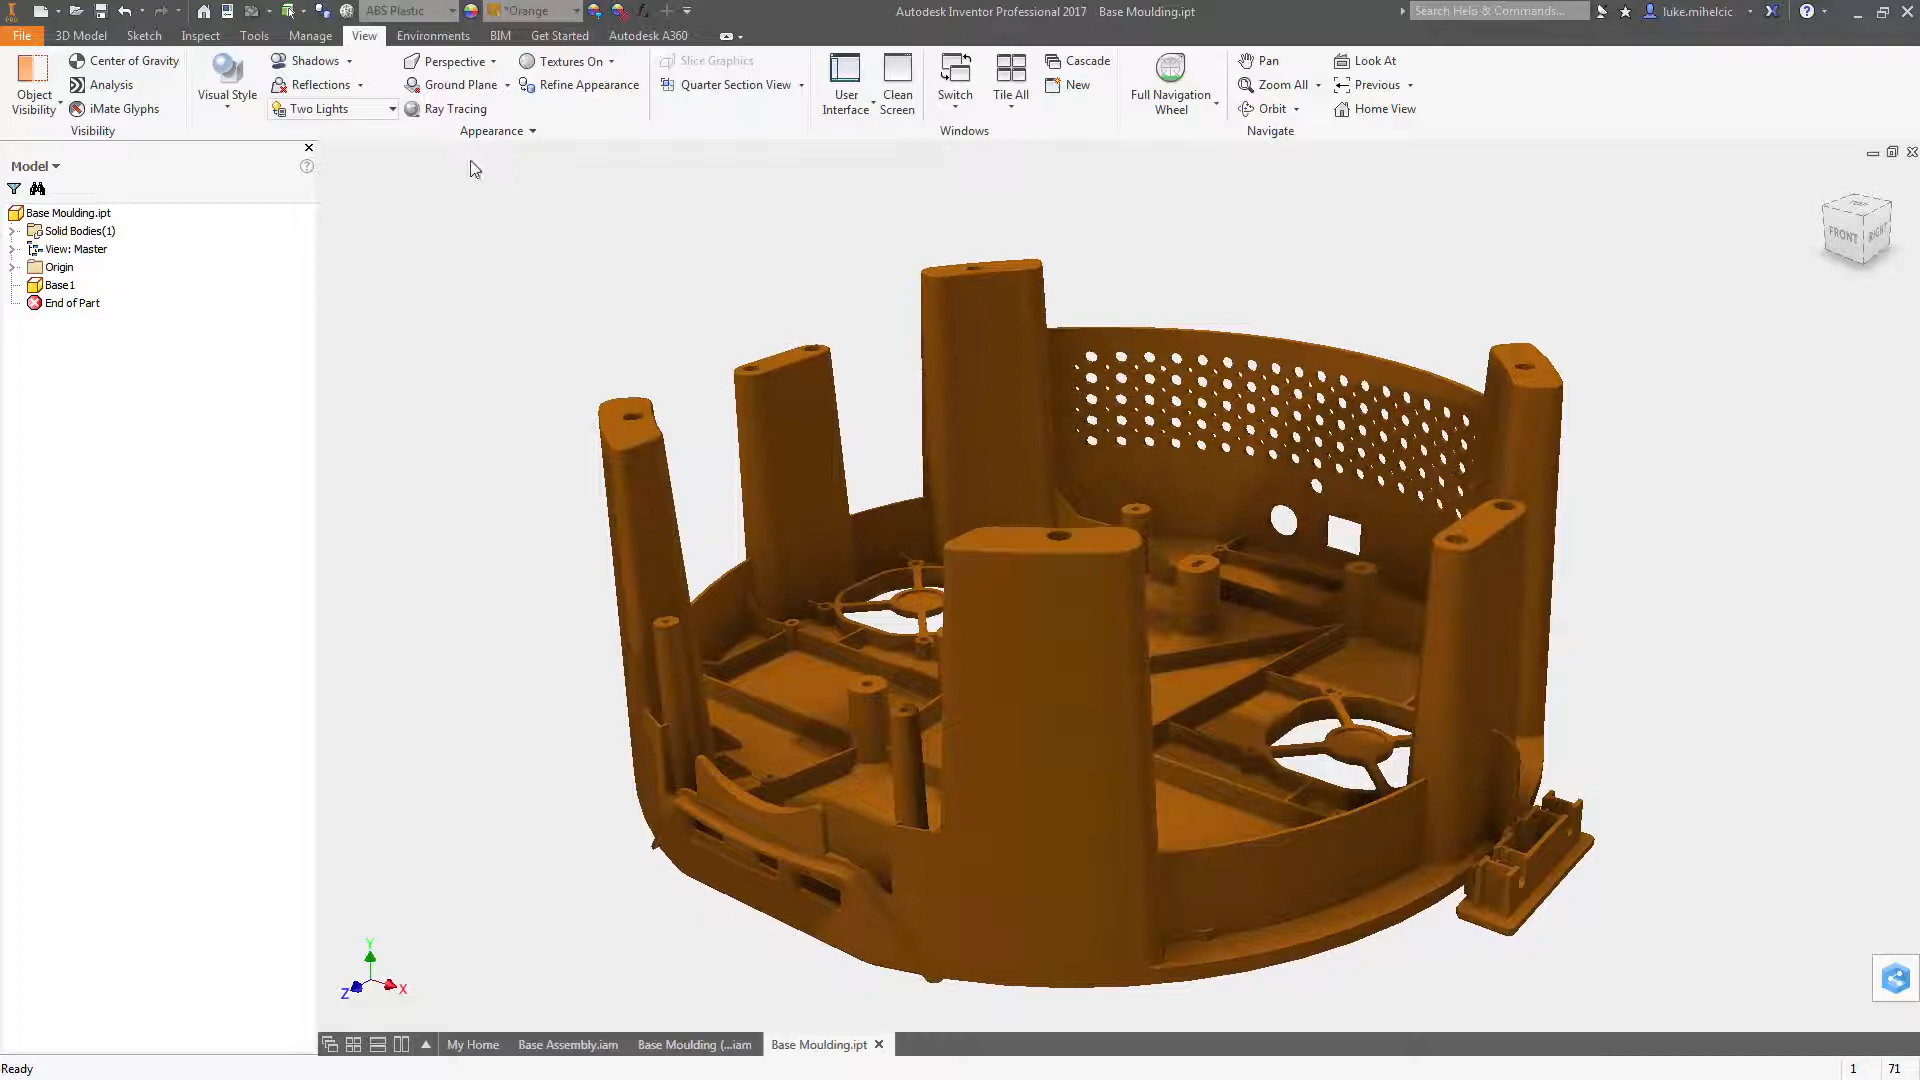 PRO
ABS Plastic
*Orange
Autodesk Inventor Professional 2017 Base Moulding.ipt
Search Help & Commands...
luke.mihelcic
File 3D Model Sketch Inspect Tools Manage View Environments BIM Get Started Autodesk A360
Object Visibility
Center of Gravity
Analysis
iMate Glyphs
Visibility
Visual Style
Shadows
Reflections
Two Lights
Perspective
Ground Plane
Ray Tracing
Textures On
Refine Appearance
Appearance
Slice Graphics
Quarter Section View
User Interface
Clean Screen
Switch
Tile All
Cascade
New
Windows
Full Navigation Wheel
Pan
Zoom All
Orbit
Look At
Previous
Home View
Navigate
Model
Base Moulding.ipt
Solid Bodies(1)
View: Master
Origin
Base1
End of Part
TOP
FRONT
RIGHT
Y
Z
X
My Home
Base Assembly.iam
Base Moulding (...iam
Base Moulding.ipt
Ready
1
71